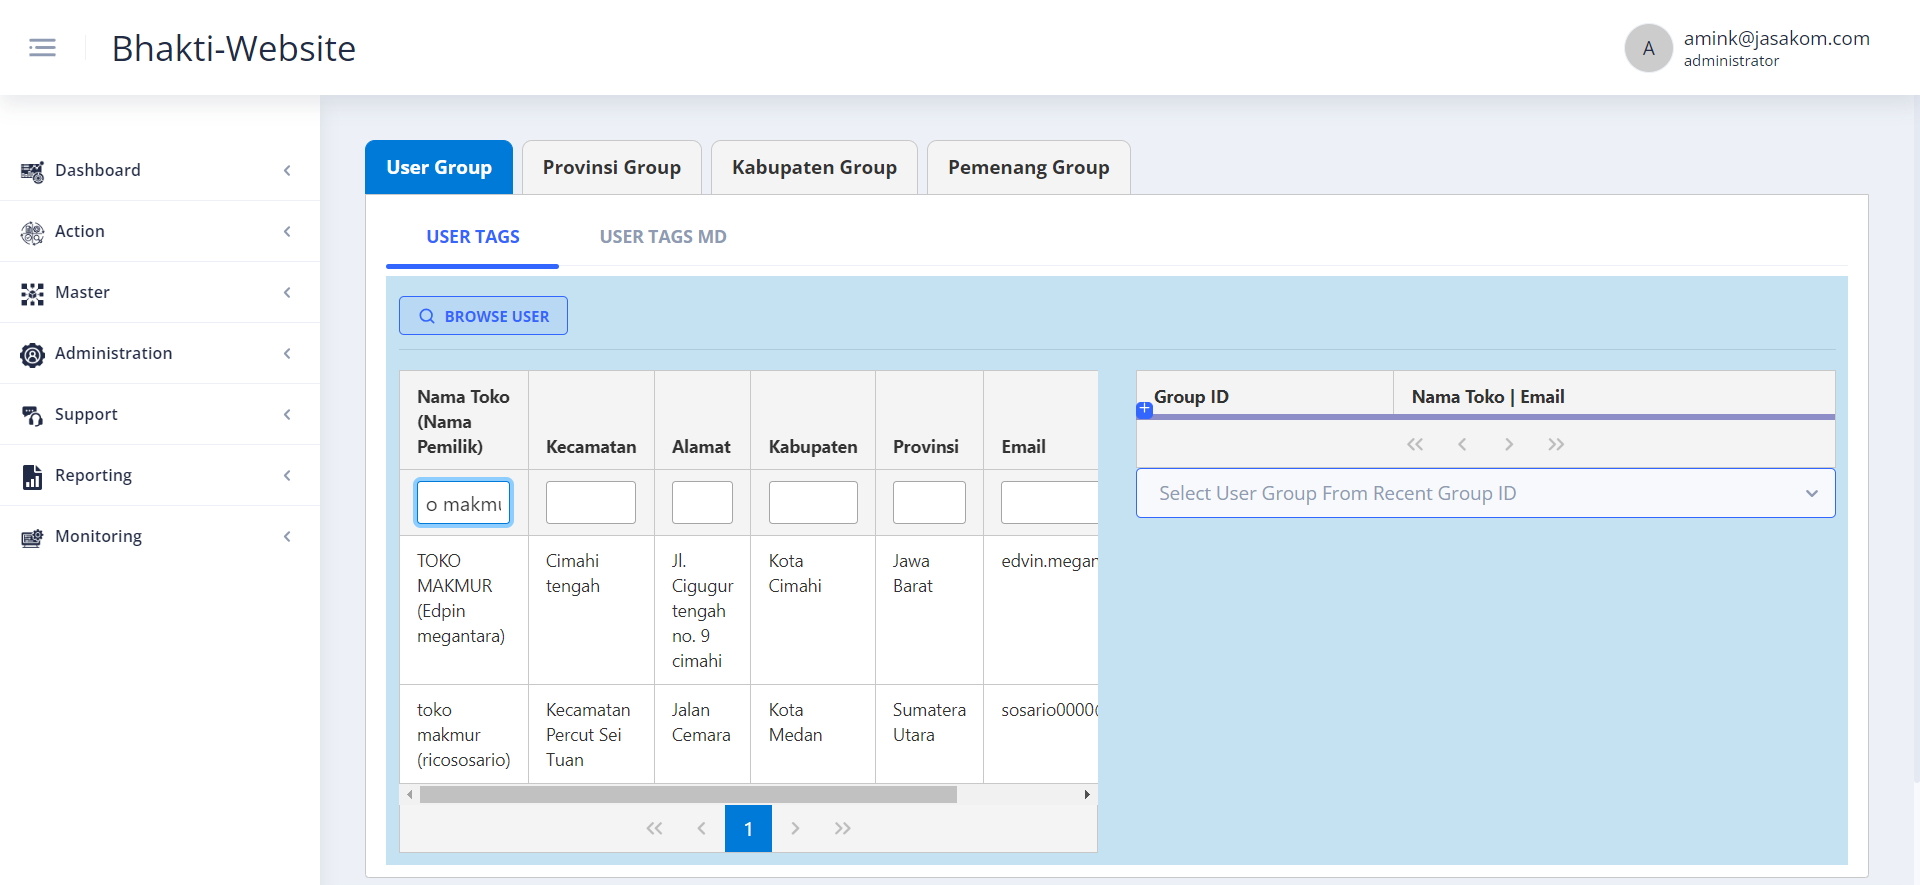 Bhakti-Website
A
amink@jasakom.com
administrator
Dashboard
Action
Master
Administration
Support
Reporting
Monitoring
User Group
Provinsi Group
Kabupaten Group
Pemenang Group
USER TAGS
USER TAGS MD
BROWSE USER
Nama Toko
(Nama
Pemilik)
Kecamatan
Alamat
Kabupaten
Provinsi
Email
o makmu
TOKO
MAKMUR
(Edpin
megantara)
Cimahi
tengah
Jl.
Cigugur
tengah
no. 9
cimahi
Kota
Cimahi
Jawa
Barat
edvin.megan
toko
makmur
(ricososario)
Kecamatan
Percut Sei
Tuan
Jalan
Cemara
Kota
Medan
Sumatera
Utara
sosario0000
1
Group ID
Nama Toko | Email
Select User Group From Recent Group ID